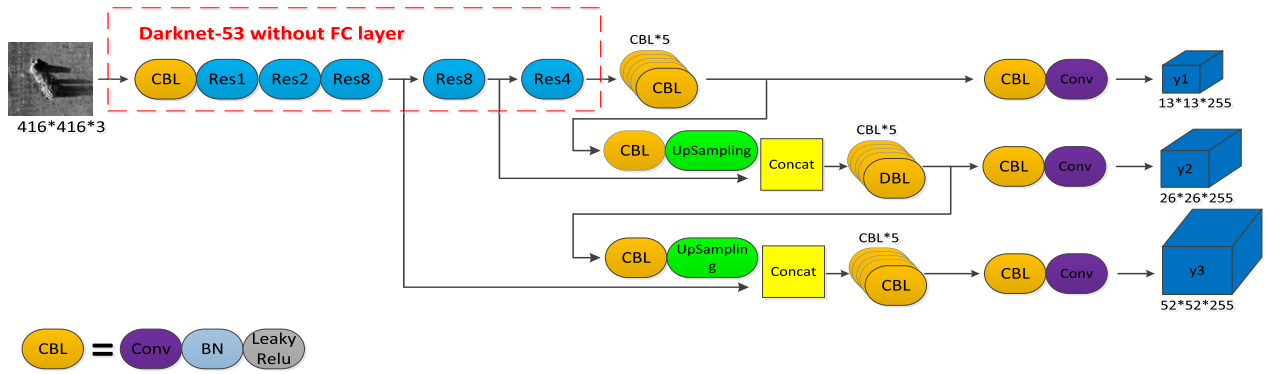 Darknet-53 without FC layer
CBL*5
CBL Res1 Res2 Res8 Res8 Res4 CBL CBL Conv y1
416*416*3
13*13*255
CBL*5
CBL UpSampling Concat DBL CBL Conv y2
26*26*255
CBL*5
CBL UpSamplin
g
Concat CBL CBL Conv y3
52*52*255
CBL = Conv BN Leaky
Relu